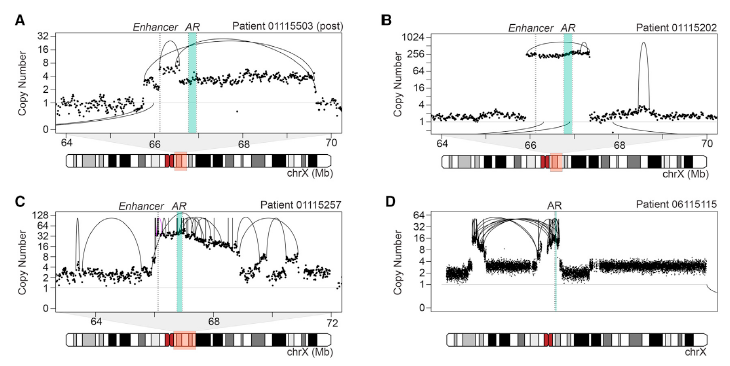 A
Enhancer AR Patient 01115503 (post)
Copy Number
32
16
8
4
2
1
0
64 66 68 70
chrX (Mb)
B
Enhancer AR Patient 01115202
Copy Number
1024
256
64
16
4
1
64 66 68 70
chrX (Mb)
C
Enhancer AR Patient 01115257
Copy Number
128
64
32
16
8
4
2
1
0
64 68 72
chrX (Mb)
D
AR Patient 06115115
Copy Number
64
32
16
8
4
2
1
0
chrX